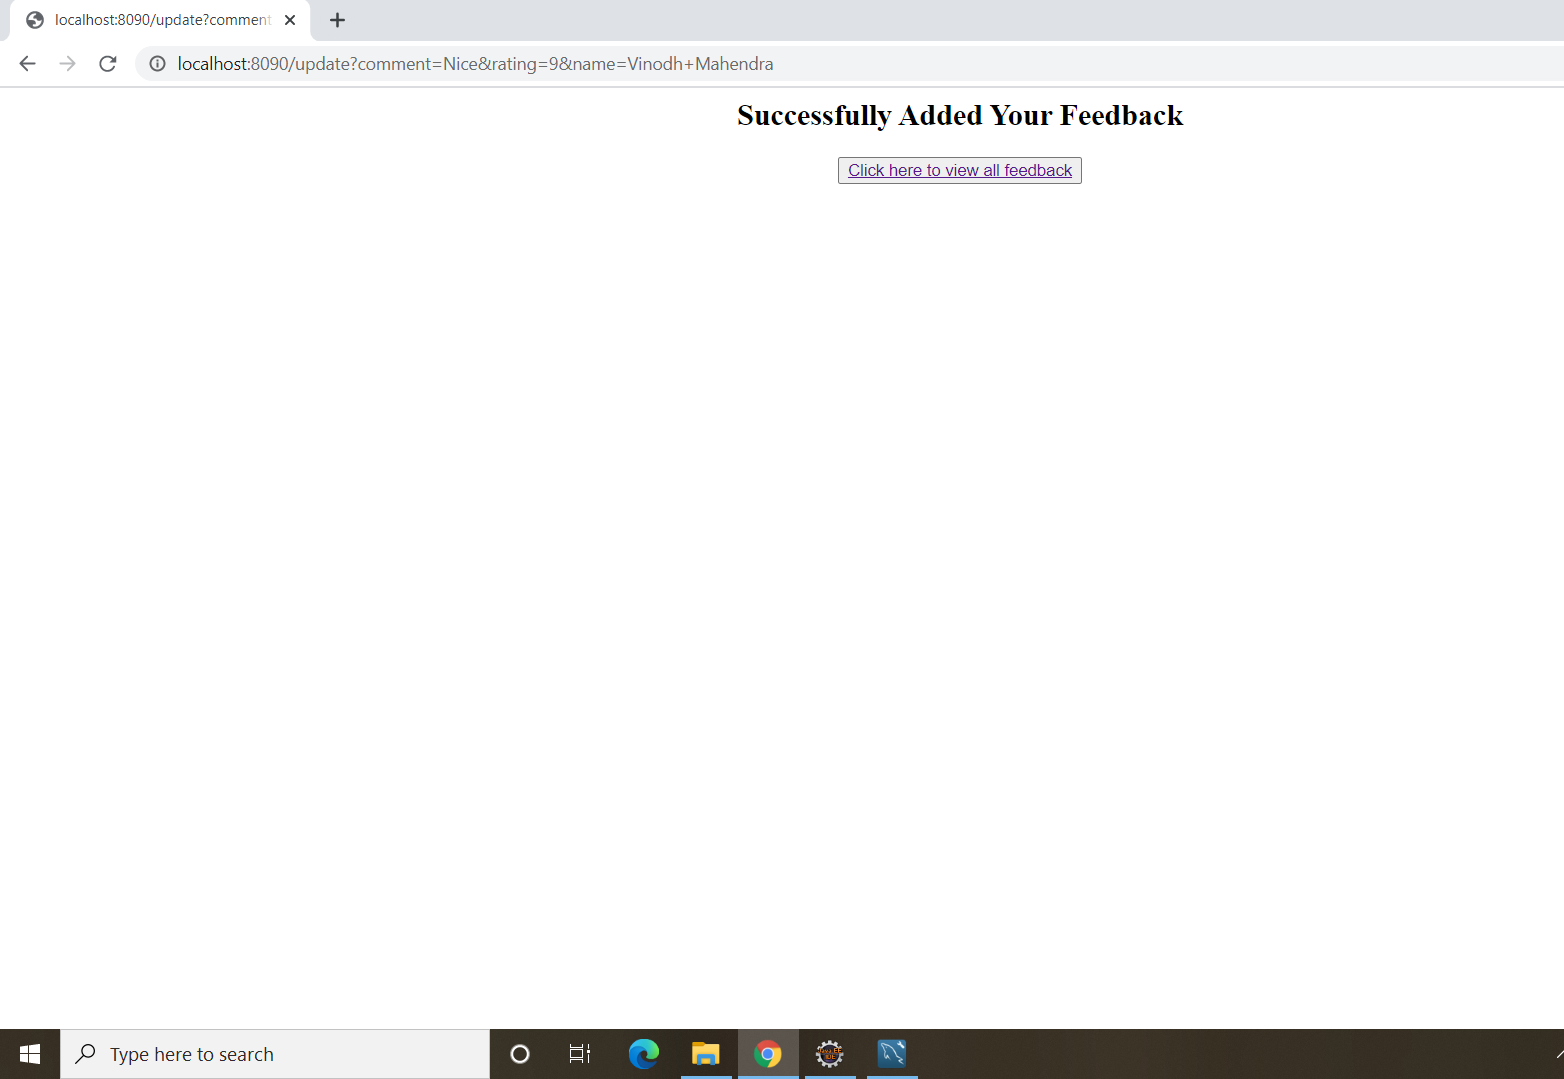 localhost:8090/update?comment
localhost:8090/update?comment=Nice&rating=9&name=Vinodh+Mahendra
Successfully Added Your Feedback
Click here to view all feedback
Type here to search